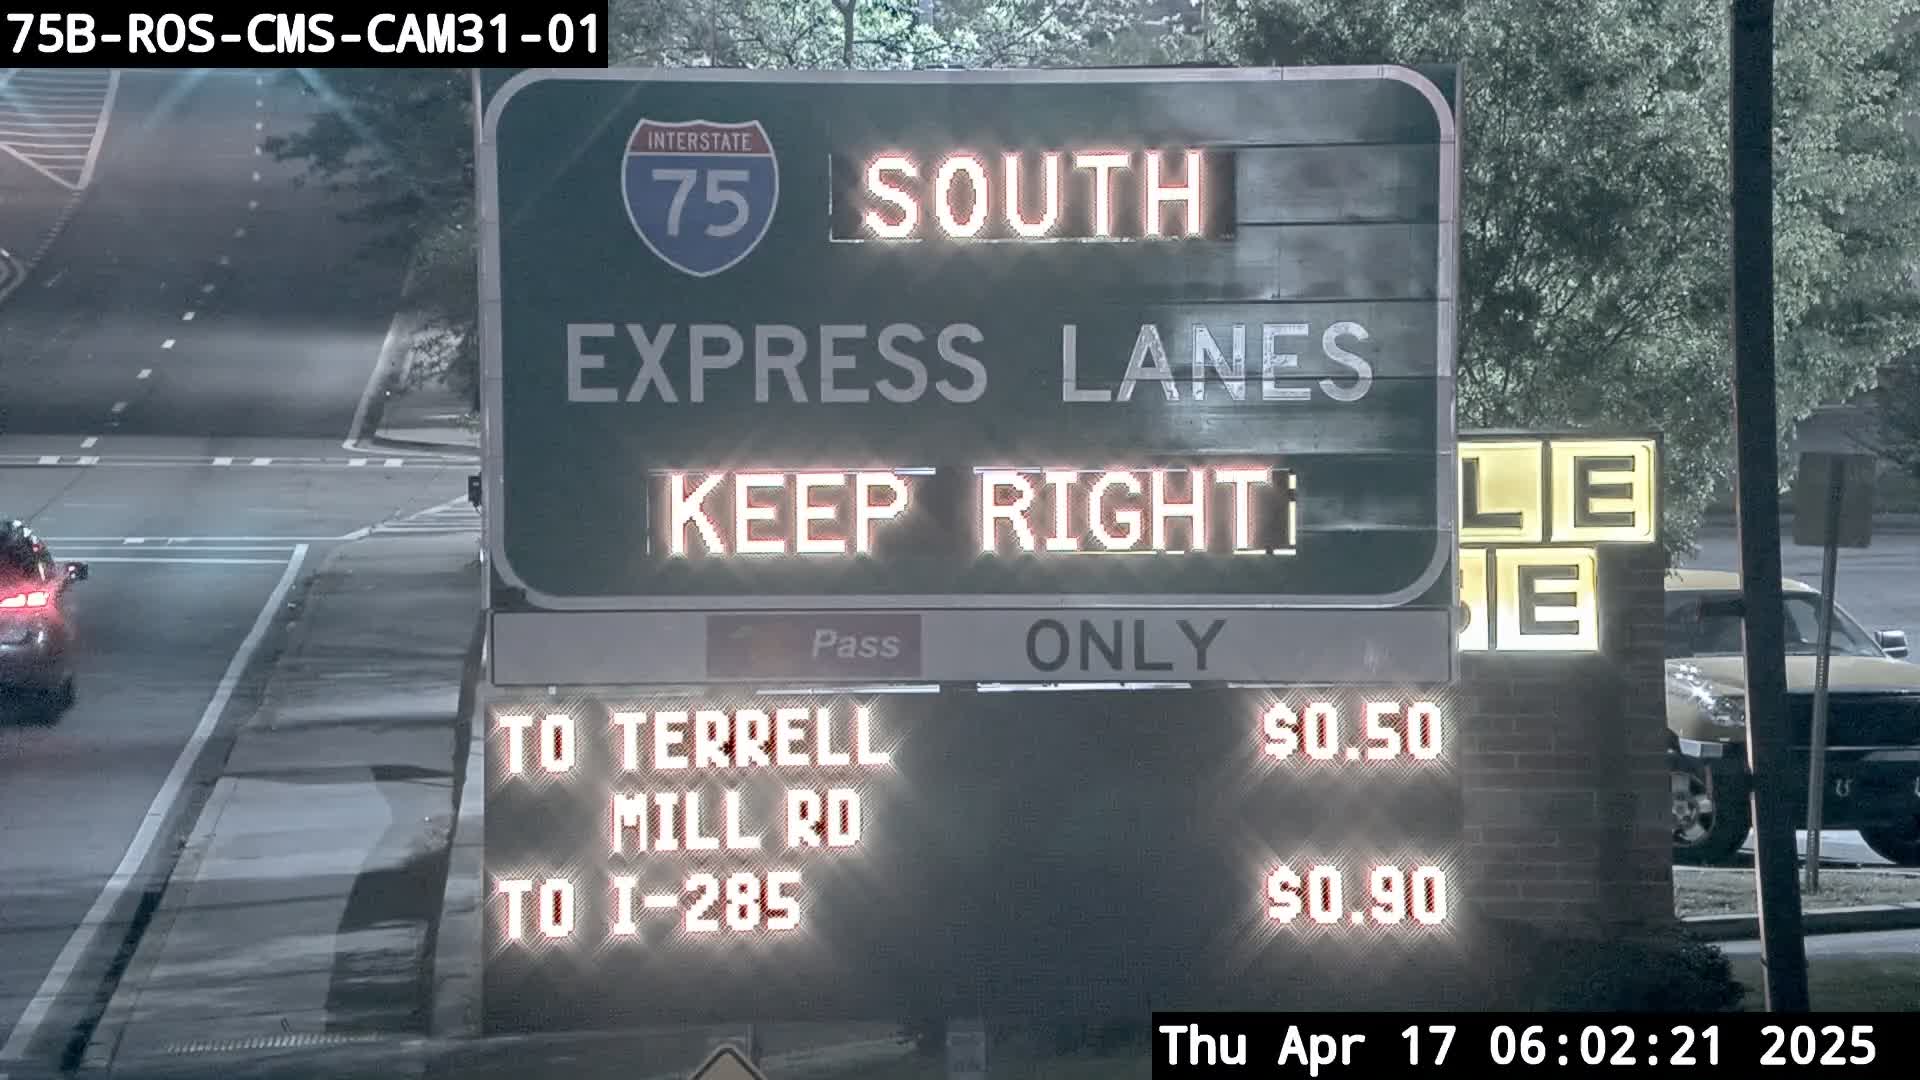 75B-ROS-CMS-CAM31-01
INTERSTATE
75
SOUTH
EXPRESS LANES
KEEP RIGHT
Pass ONLY
TO TERRELL $0.50
MILL RD
TO I-285 $0.90
LE
E
Thu Apr 17 06:02:21 2025